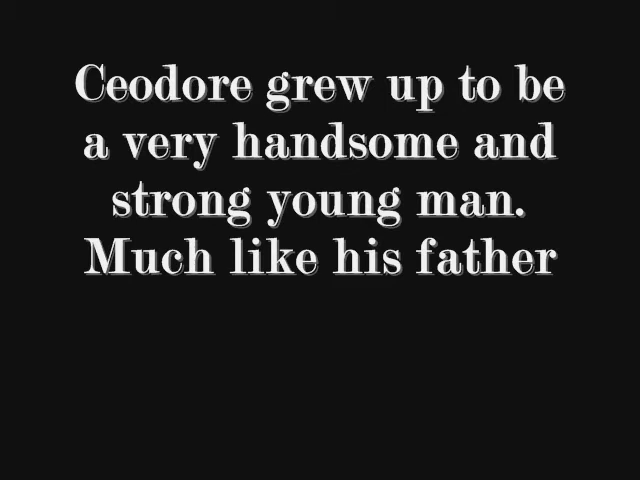 Ceodore grew up to be
a very handsome and
strong young man.
Much like his father